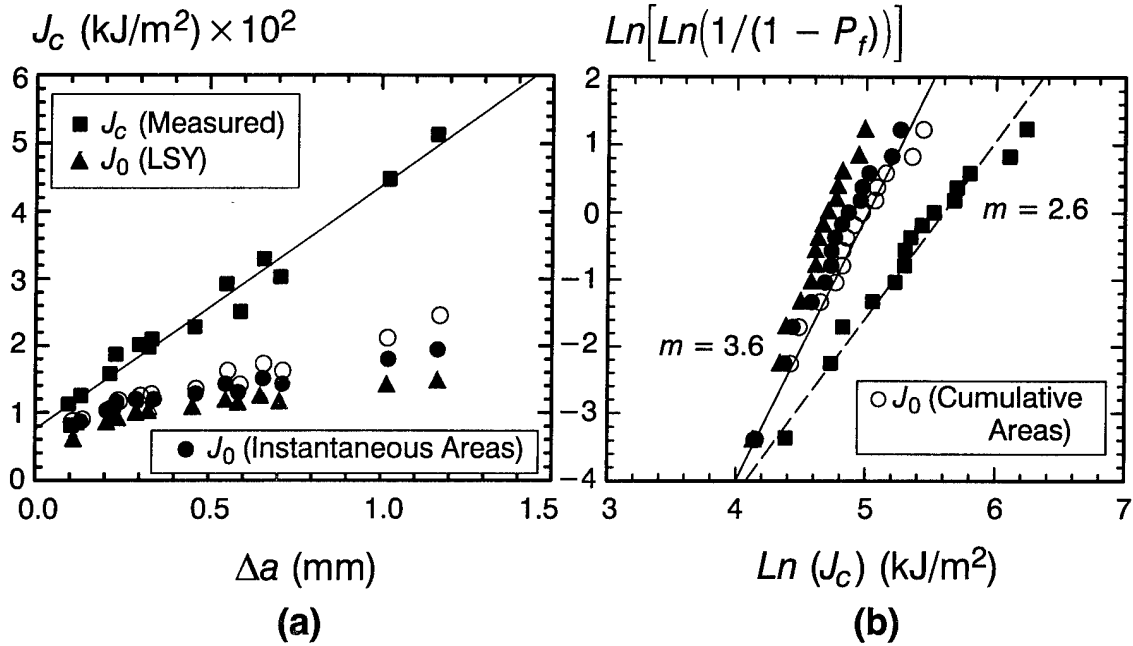 J_c (kJ/m²) × 10²
6
5
4
3
2
1
0
0.0 0.5 1.0 1.5
J_c (Measured)
J_0 (LSY)
J_0 (Instantaneous Areas)
Δa (mm)
(a)
Ln[Ln(1/(1 − P_f))]
2
1
0
−1
−2
−3
−4
3 4 5 6 7
m = 2.6
m = 3.6
J_0 (Cumulative
Areas)
Ln (J_c) (kJ/m²)
(b)